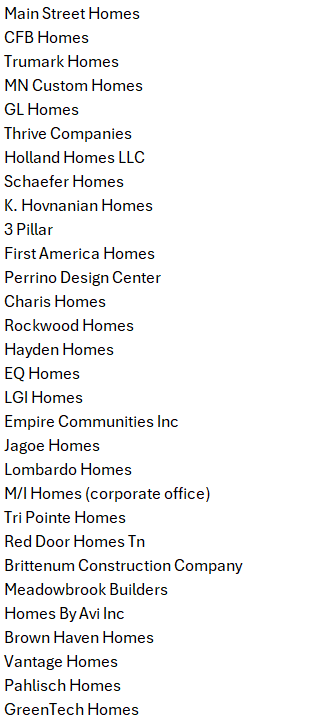 Main Street Homes
CFB Homes
Trumark Homes
MN Custom Homes
GL Homes
Thrive Companies
Holland Homes LLC
Schaefer Homes
K. Hovnanian Homes
3 Pillar
First America Homes
Perrino Design Center
Charis Homes
Rockwood Homes
Hayden Homes
EQ Homes
LGI Homes
Empire Communities Inc
Jagoe Homes
Lombardo Homes
M/I Homes (corporate office)
Tri Pointe Homes
Red Door Homes Tn
Brittenum Construction Company
Meadowbrook Builders
Homes By Avi Inc
Brown Haven Homes
Vantage Homes
Pahlisch Homes
GreenTech Homes